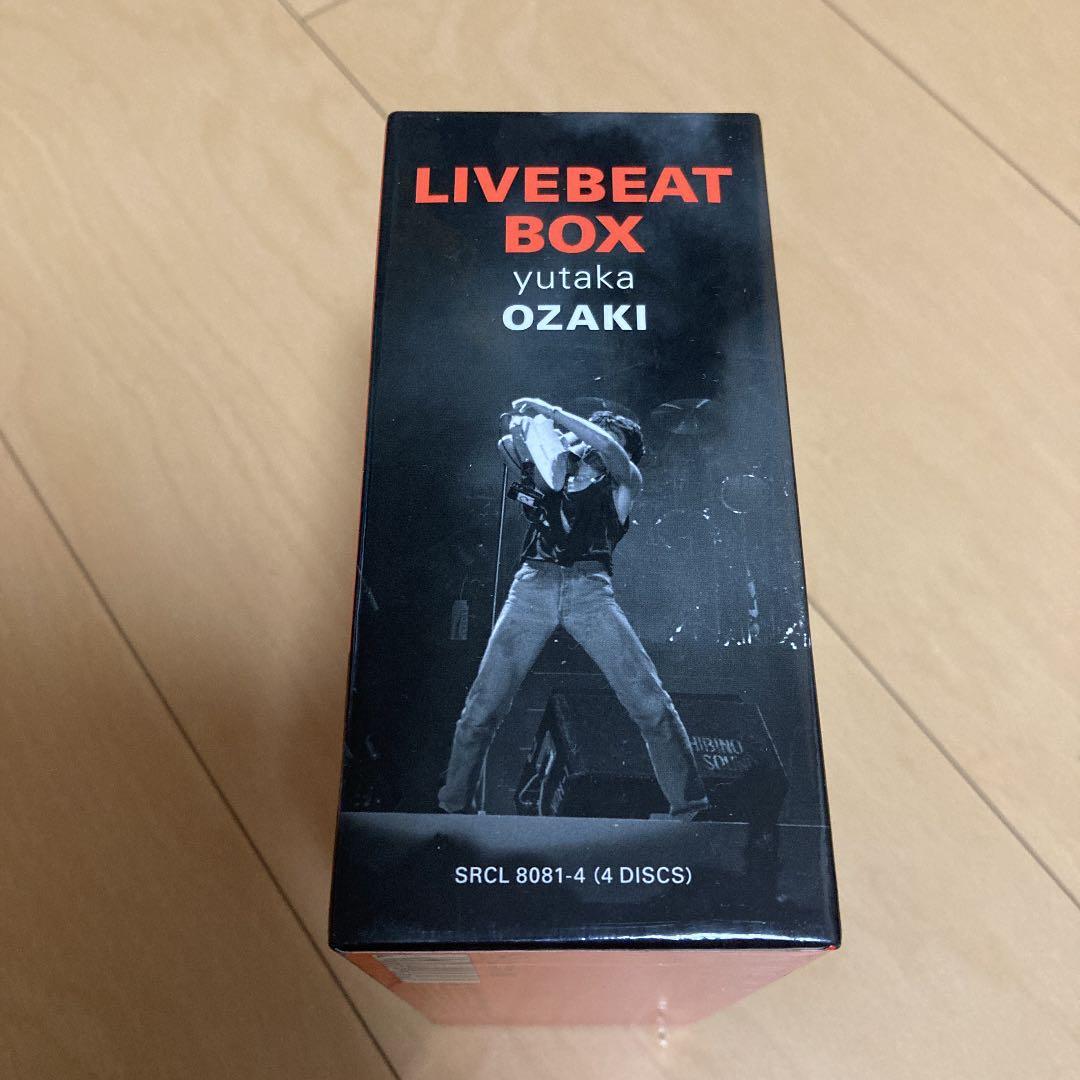 LIVEBEAT
BOX
yutaka
OZAKI
HIBINO
SOUND
SRCL 8081-4 (4 DISCS)